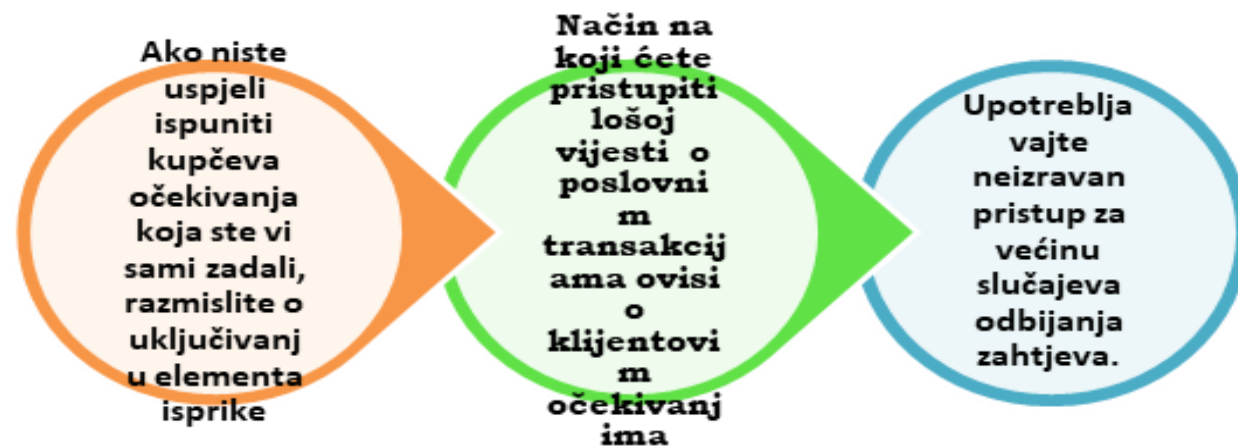 Ako niste
uspjeli
ispuniti
kupčeva
očekivanja
koja ste vi
sami zadali,
razmislite o
uključivanj
u elementa
isprike
Način na
koji ćete
pristupiti
lošoj
vijesti o
poslovni
m
transakcij
ama ovisi
o
klijentovi
m
očekivanj
ima
Upotreblja
vajte
neizravan
pristup za
većinu
slučajeva
odbijanja
zahtjeva.